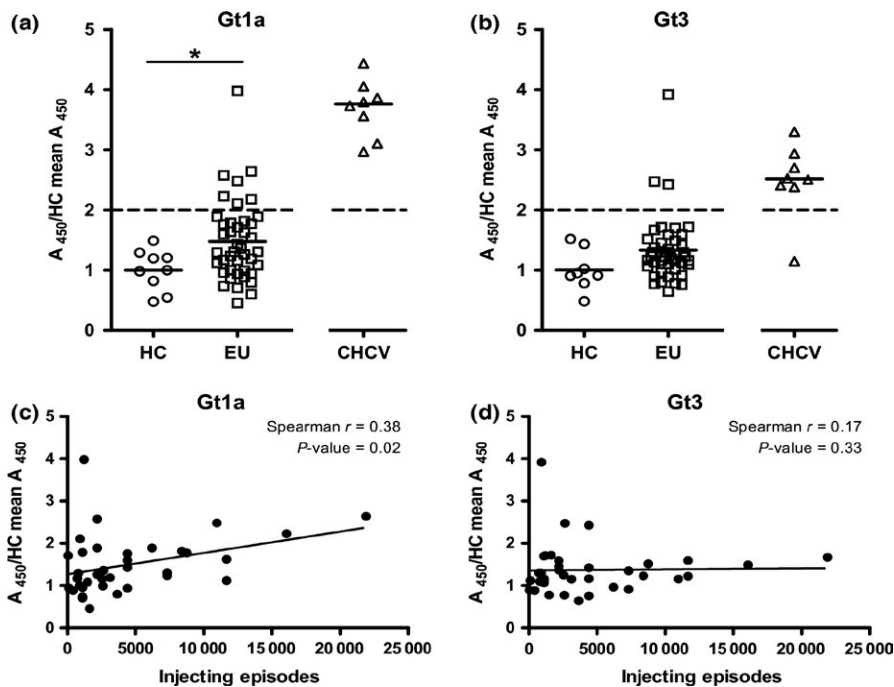 (a)
Gt1a
A 450/HC mean A 450
5
4
3
2
1
0
*
HC
EU
CHCV
(b)
Gt3
A 450/HC mean A 450
5
4
3
2
1
0
HC
EU
CHCV
(c)
Gt1a
Spearman r = 0.38
P-value = 0.02
A 450/HC mean A 450
5
4
3
2
1
0
0
5000
10 000
15 000
20 000
25 000
Injecting episodes
(d)
Gt3
Spearman r = 0.17
P-value = 0.33
A 450/HC mean A 450
5
4
3
2
1
0
0
5000
10 000
15 000
20 000
25 000
Injecting episodes